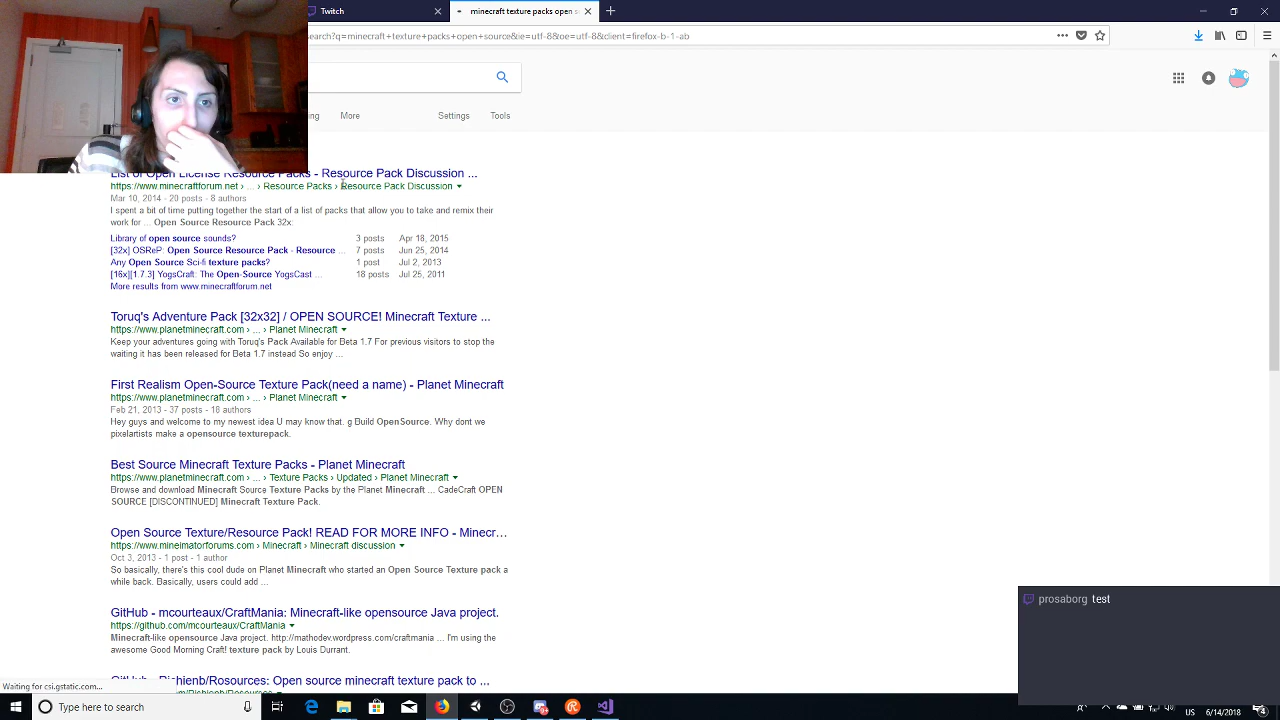 Twitch
minecraft texture packs open s
search?q=minecraft+texture+packs+open+source&ie=utf-8&oe=utf-8&client=firefox-b-1-ab
More
Settings
Tools
List of Open License Resource Packs - Resource Pack Discussion ...
https://www.minecraftforum.net › ... › Resource Packs › Resource Pack Discussion
Mar 10, 2014 - 20 posts - 8 authors
I spent a bit of time putting together the start of a list of packs that allow you to take and remix their
work for ... Open Source Resource Pack 32x:
Library of open source sounds? 3 posts Apr 18, 2015
[32x] OSReP: Open Source Resource Pack - Resource ... 7 posts Jun 25, 2014
Any Open Source Sci-fi texture packs? 1 post Jul 2, 2013
[16x][1.7.3] YogsCraft: The Open-Source YogsCast ... 18 posts Jul 25, 2011
More results from www.minecraftforum.net
Toruq's Adventure Pack [32x32] / OPEN SOURCE! Minecraft Texture ...
https://www.planetminecraft.com › ... › Planet Minecraft
Keep your adventures going with Toruq's Pack Available for Beta 1.7 For previous visitors to stop the
waiting it has been released for Beta 1.7 instead So enjoy ...
First Realism Open-Source Texture Pack(need a name) - Planet Minecraft
https://www.planetminecraft.com › ... › Planet Minecraft
Feb 21, 2013 - 37 posts - 18 authors
Hey guys and welcome to my newest idea U may know that. g Build OpenSource. Why dont we
pixelartists make a opensource texturepack.
Best Source Minecraft Texture Packs - Planet Minecraft
https://www.planetminecraft.com › ... › Texture Packs › Updated › Planet Minecraft
Browse and download Minecraft Source Texture Packs by the Planet Minecraft ... CadeCraft OPEN
SOURCE [DISCONTINUED] Minecraft Texture Pack.
Open Source Texture/Resource Pack! READ FOR MORE INFO - Minecr...
https://www.mineimatorforums.com › Minecraft › Minecraft discussion
Oct 3, 2013 - 1 post - 1 author
So basically, there's this cool dude on Planet Minecraft who started an Open Source Texture pack a
while back. Basically, users could add ...
GitHub - mcourteaux/CraftMania: Minecraft-like opensource Java project.
https://github.com/mcourteaux/CraftMania
Minecraft-like opensource Java project. http://mathodev.wordpress.com/craftmania ... I'm using the
awesome Good Morning Craft! texture pack by Louis Durrant.
GitHub - Richienb/Rosources: Open source minecraft texture pack to ...
Waiting for csi.gstatic.com...
prosaborg test
Type here to search
US 6/14/2018 4